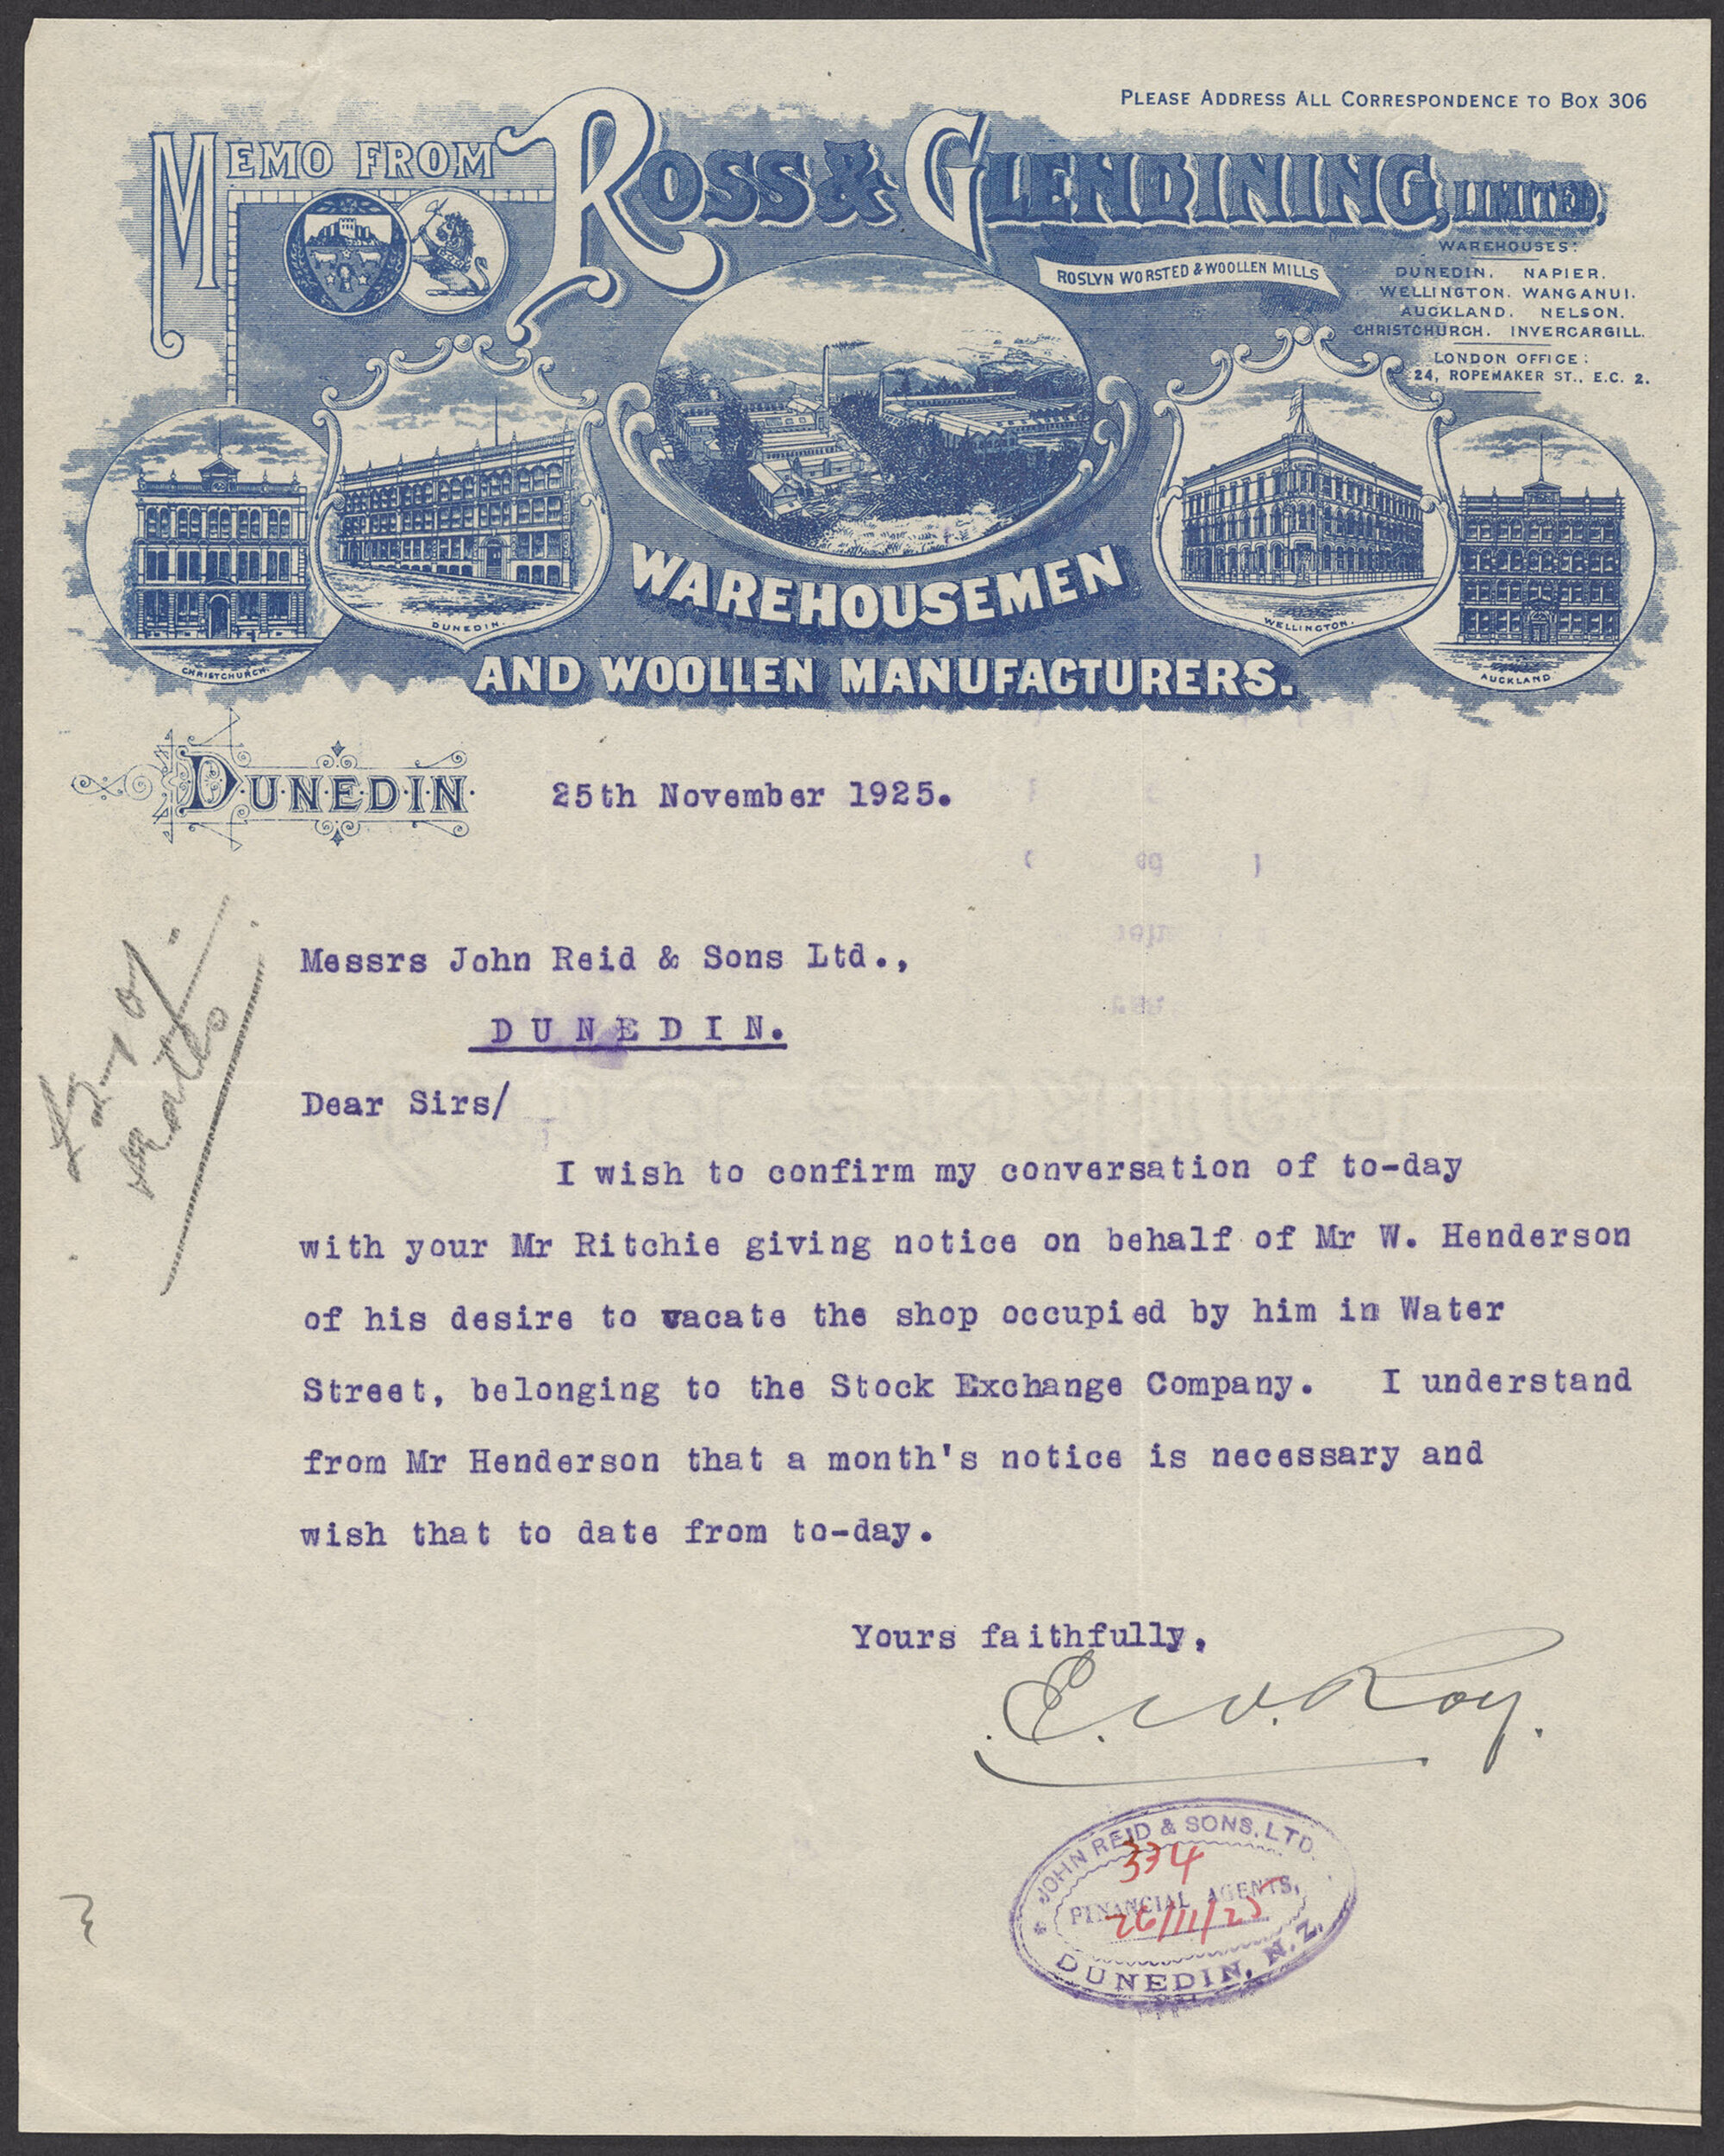 PLEASE ADDRESS ALL CORRESPONDENCE TO BOX 306
MEMO FROM ROSS & GLENDINING, LIMITED,
ROSLYN WORSTED & WOOLLEN MILLS
WAREHOUSES:
DUNEDIN. NAPIER.
WELLINGTON. WANGANUI.
AUCKLAND. NELSON.
CHRISTCHURCH. INVERCARGILL.
LONDON OFFICE:
24, ROPEMAKER ST., E.C. 2.
CHRISTCHURCH.
DUNEDIN.
WELLINGTON.
AUCKLAND.
WAREHOUSEMEN
AND WOOLLEN MANUFACTURERS.
DUNEDIN. 25th November 1925.
Messrs John Reid & Sons Ltd.,
DUNEDIN.
Dear Sirs/
I wish to confirm my conversation of to-day
with your Mr Ritchie giving notice on behalf of Mr W. Henderson
of his desire to vacate the shop occupied by him in Water
Street, belonging to the Stock Exchange Company. I understand
from Mr Henderson that a month's notice is necessary and
wish that to date from to-day.
Yours faithfully,
E. W. Roy.
JOHN REID & SONS, LTD.
334
FINANCIAL AGENTS,
26/11/25
DUNEDIN, N.Z.